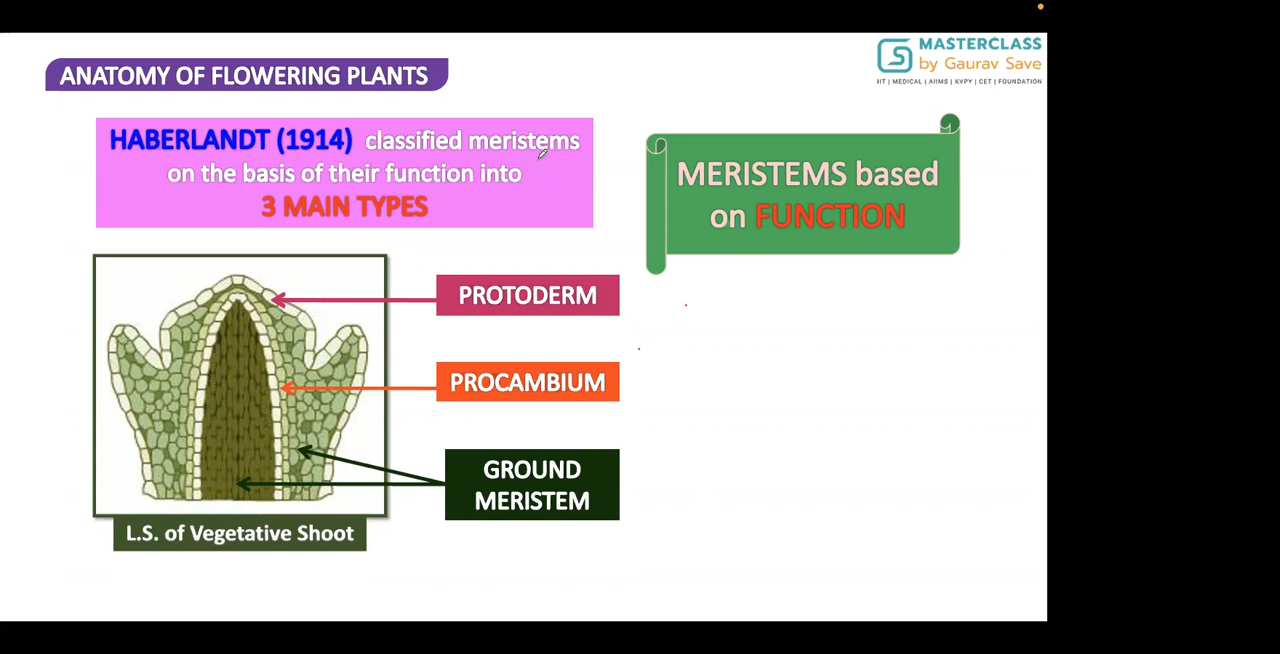 MASTERCLASS
by Gaurav Save
IIT | MEDICAL | AIIMS | KVPY | CET | FOUNDATION
ANATOMY OF FLOWERING PLANTS
HABERLANDT (1914) classified meristems
on the basis of their function into
3 MAIN TYPES
MERISTEMS based
on FUNCTION
PROTODERM
PROCAMBIUM
GROUND
MERISTEM
L.S. of Vegetative Shoot